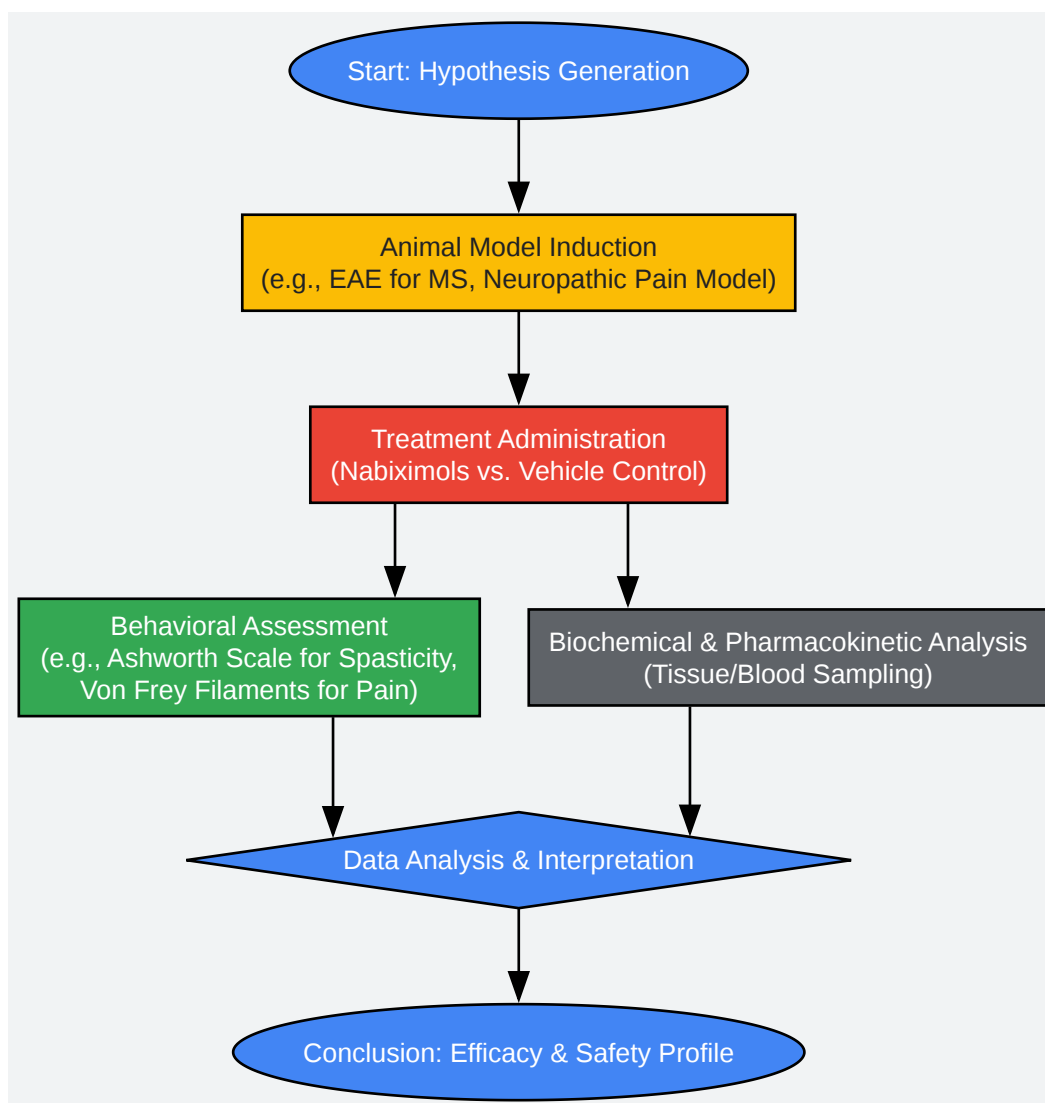 Start: Hypothesis Generation
Animal Model Induction
(e.g., EAE for MS, Neuropathic Pain Model)
Treatment Administration
(Nabiximols vs. Vehicle Control)
Behavioral Assessment
(e.g., Ashworth Scale for Spasticity,
Von Frey Filaments for Pain)
Biochemical & Pharmacokinetic Analysis
(Tissue/Blood Sampling)
Data Analysis & Interpretation
Conclusion: Efficacy & Safety Profile